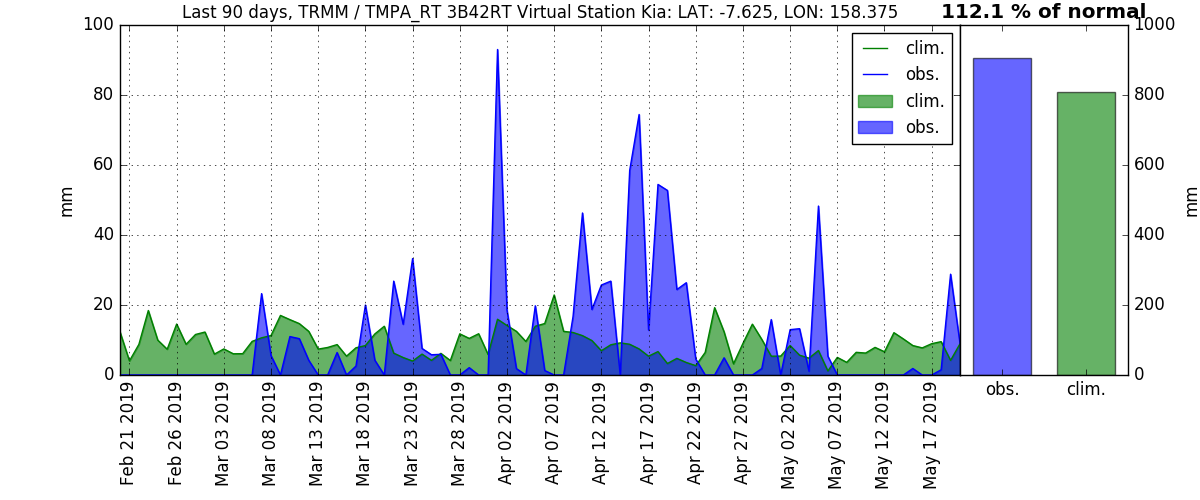 Last 90 days, TRMM / TMPA_RT 3B42RT Virtual Station Kia: LAT: -7.625, LON: 158.375
112.1 % of normal
100
80
60
40
20
0
mm
clim.
obs.
clim.
obs.
1000
800
600
400
200
0
mm
Feb 21 2019
Feb 26 2019
Mar 03 2019
Mar 08 2019
Mar 13 2019
Mar 18 2019
Mar 23 2019
Mar 28 2019
Apr 02 2019
Apr 07 2019
Apr 12 2019
Apr 17 2019
Apr 22 2019
Apr 27 2019
May 02 2019
May 07 2019
May 12 2019
May 17 2019
obs.
clim.